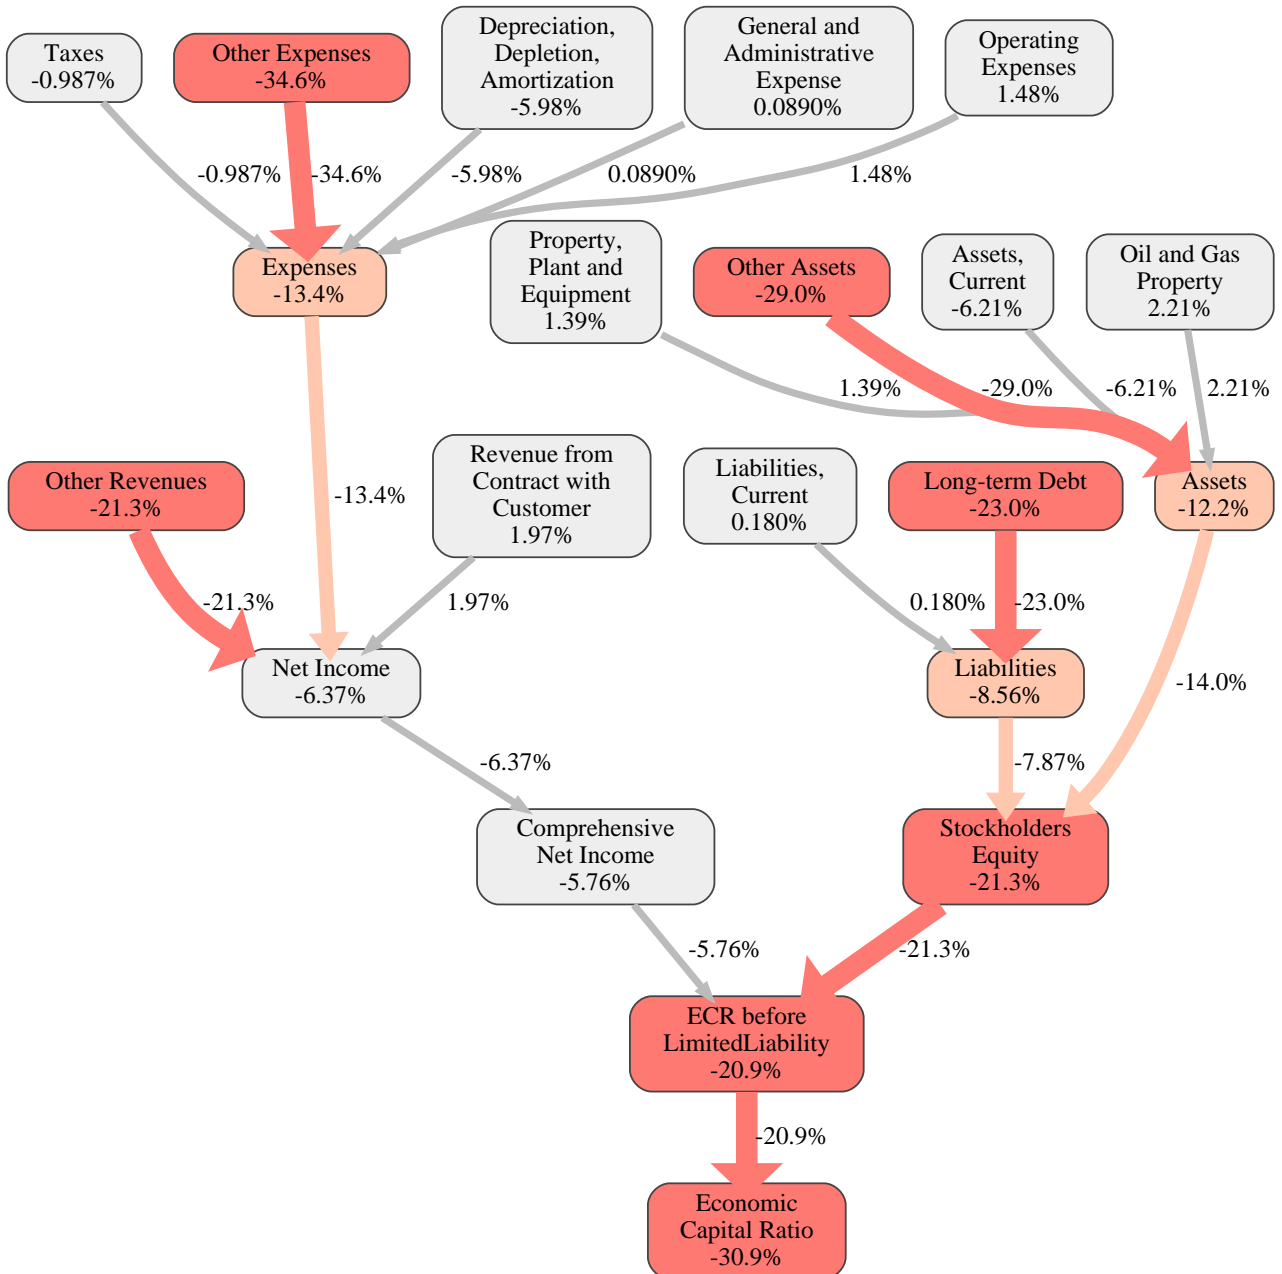 Taxes
-0.987%
Other Expenses
-34.6%
Depreciation,
Depletion,
Amortization
-5.98%
General and
Administrative
Expense
0.0890%
Operating
Expenses
1.48%
-0.987%
-34.6%
-5.98%
0.0890%
1.48%
Expenses
-13.4%
Property,
Plant and
Equipment
1.39%
Other Assets
-29.0%
Assets,
Current
-6.21%
Oil and Gas
Property
2.21%
1.39%
-29.0%
-6.21%
2.21%
Other Revenues
-21.3%
-13.4%
Revenue from
Contract with
Customer
1.97%
Liabilities,
Current
0.180%
Long-term Debt
-23.0%
Assets
-12.2%
-21.3%
1.97%
0.180%
-23.0%
Net Income
-6.37%
Liabilities
-8.56%
-14.0%
-6.37%
-7.87%
Comprehensive
Net Income
-5.76%
Stockholders
Equity
-21.3%
-5.76%
-21.3%
ECR before
LimitedLiability
-20.9%
-20.9%
Economic
Capital Ratio
-30.9%